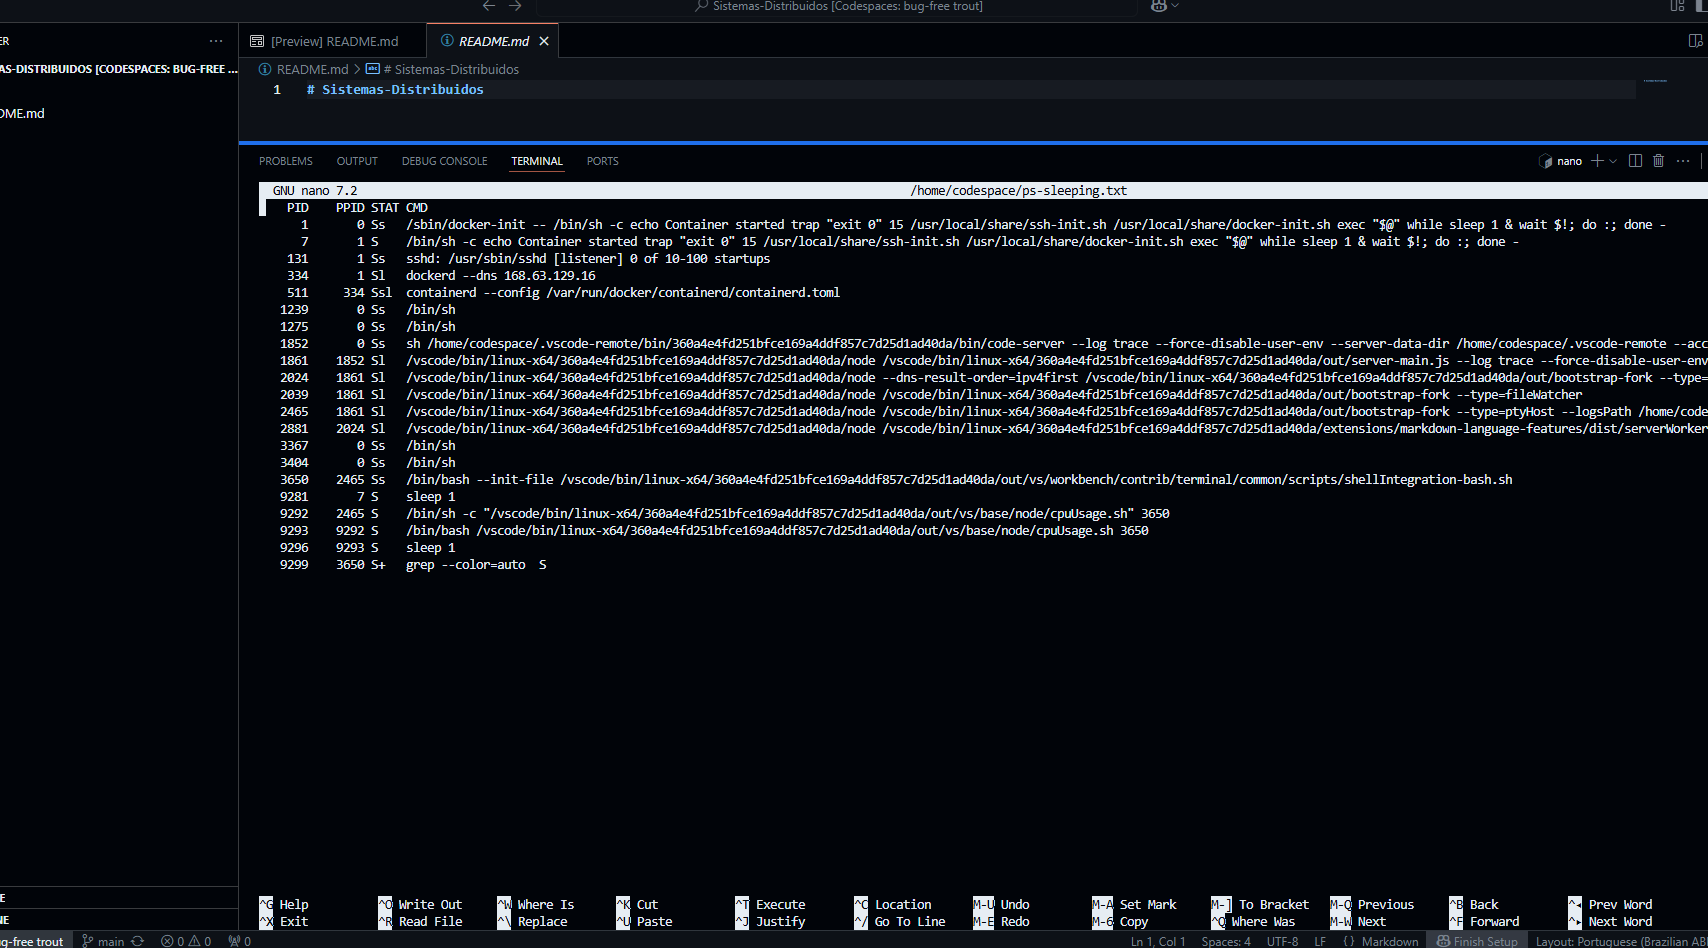 Sistemas-Distribuidos [Codespaces: bug-free trout]
ER
[Preview] README.md
README.md
AS-DISTRIBUIDOS [CODESPACES: BUG-FREE ...
README.md > # Sistemas-Distribuidos
1 # Sistemas-Distribuidos
DME.md
PROBLEMS OUTPUT DEBUG CONSOLE TERMINAL PORTS
nano
GNU nano 7.2 /home/codespace/ps-sleeping.txt
PID PPID STAT CMD
1 0 Ss /sbin/docker-init -- /bin/sh -c echo Container started trap "exit 0" 15 /usr/local/share/ssh-init.sh /usr/local/share/docker-init.sh exec "$@" while sleep 1 & wait $!; do :; done -
7 1 S /bin/sh -c echo Container started trap "exit 0" 15 /usr/local/share/ssh-init.sh /usr/local/share/docker-init.sh exec "$@" while sleep 1 & wait $!; do :; done -
131 1 Ss sshd: /usr/sbin/sshd [listener] 0 of 10-100 startups
334 1 Sl dockerd --dns 168.63.129.16
511 334 Ssl containerd --config /var/run/docker/containerd/containerd.toml
1239 0 Ss /bin/sh
1275 0 Ss /bin/sh
1852 0 Ss sh /home/codespace/.vscode-remote/bin/360a4e4fd251bfce169a4ddf857c7d25d1ad40da/bin/code-server --log trace --force-disable-user-env --server-data-dir /home/codespace/.vscode-remote --acc
1861 1852 Sl /vscode/bin/linux-x64/360a4e4fd251bfce169a4ddf857c7d25d1ad40da/node /vscode/bin/linux-x64/360a4e4fd251bfce169a4ddf857c7d25d1ad40da/out/server-main.js --log trace --force-disable-user-env
2024 1861 Sl /vscode/bin/linux-x64/360a4e4fd251bfce169a4ddf857c7d25d1ad40da/node --dns-result-order=ipv4first /vscode/bin/linux-x64/360a4e4fd251bfce169a4ddf857c7d25d1ad40da/out/bootstrap-fork --type=
2039 1861 Sl /vscode/bin/linux-x64/360a4e4fd251bfce169a4ddf857c7d25d1ad40da/node /vscode/bin/linux-x64/360a4e4fd251bfce169a4ddf857c7d25d1ad40da/out/bootstrap-fork --type=fileWatcher
2465 1861 Sl /vscode/bin/linux-x64/360a4e4fd251bfce169a4ddf857c7d25d1ad40da/node /vscode/bin/linux-x64/360a4e4fd251bfce169a4ddf857c7d25d1ad40da/out/bootstrap-fork --type=ptyHost --logsPath /home/code
2881 2024 Sl /vscode/bin/linux-x64/360a4e4fd251bfce169a4ddf857c7d25d1ad40da/node /vscode/bin/linux-x64/360a4e4fd251bfce169a4ddf857c7d25d1ad40da/extensions/markdown-language-features/dist/serverWorker
3367 0 Ss /bin/sh
3404 0 Ss /bin/sh
3650 2465 Ss /bin/bash --init-file /vscode/bin/linux-x64/360a4e4fd251bfce169a4ddf857c7d25d1ad40da/out/vs/workbench/contrib/terminal/common/scripts/shellIntegration-bash.sh
9281 7 S sleep 1
9292 2465 S /bin/sh -c "/vscode/bin/linux-x64/360a4e4fd251bfce169a4ddf857c7d25d1ad40da/out/vs/base/node/cpuUsage.sh" 3650
9293 9292 S /bin/bash /vscode/bin/linux-x64/360a4e4fd251bfce169a4ddf857c7d25d1ad40da/out/vs/base/node/cpuUsage.sh 3650
9296 9293 S sleep 1
9299 3650 S+ grep --color=auto  S
^G Help ^O Write Out ^W Where Is ^K Cut ^T Execute ^C Location M-U Undo M-A Set Mark M-] To Bracket M-Q Previous ^B Back ^◂ Prev Word
^X Exit ^R Read File ^\ Replace ^U Paste ^J Justify ^/ Go To Line M-E Redo M-6 Copy ^Q Where Was M-W Next ^F Forward ^▸ Next Word
E
NE
g-free trout main 0 0 0 Ln 1, Col 1 Spaces: 4 UTF-8 LF {} Markdown Finish Setup Layout: Portuguese (Brazilian AB